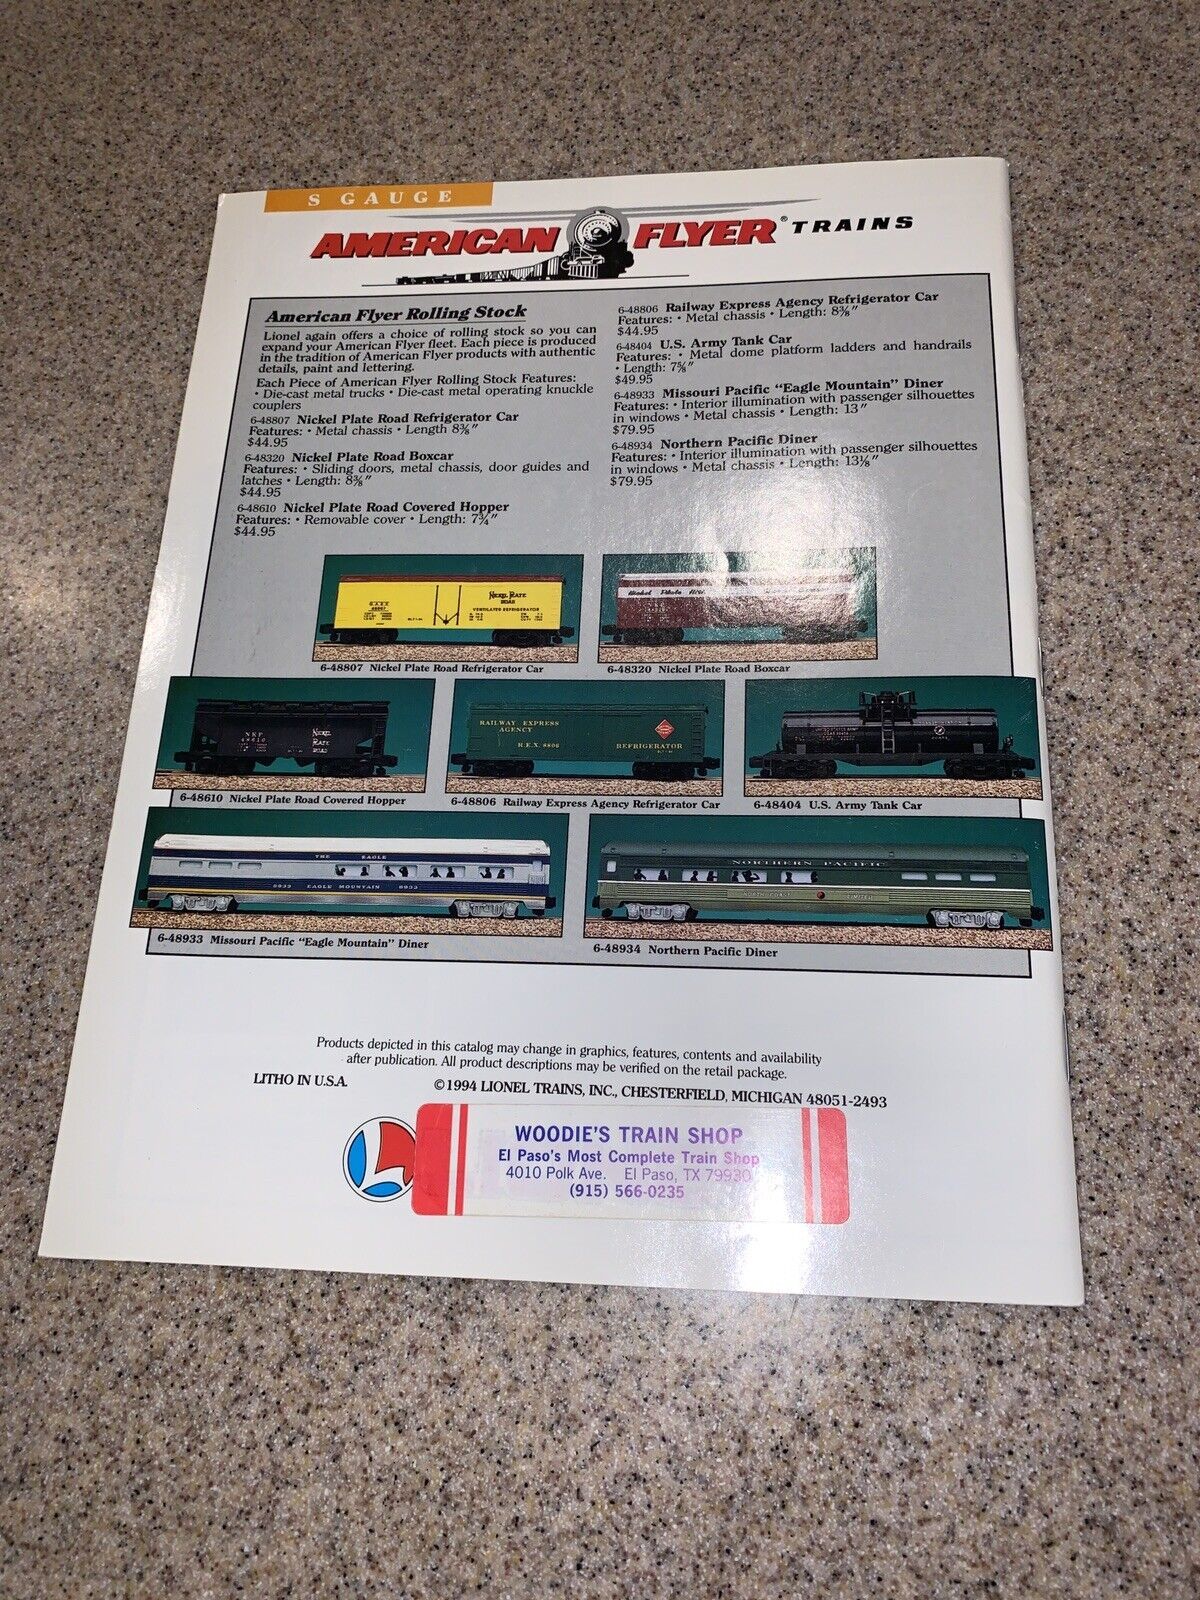 S GAUGE
AMERICAN FLYER® TRAINS
American Flyer Rolling Stock
Lionel again offers a choice of rolling stock so you can
expand your American Flyer fleet. Each piece is produced
in the tradition of American Flyer products with authentic
details, paint and lettering.
Each Piece of American Flyer Rolling Stock Features:
• Die-cast metal trucks • Die-cast metal operating knuckle
couplers
6-48807 Nickel Plate Road Refrigerator Car
Features: • Metal chassis • Length 8⅜"
$44.95
6-48320 Nickel Plate Road Boxcar
Features: • Sliding doors, metal chassis, door guides and
latches • Length: 8⅜"
$44.95
6-48610 Nickel Plate Road Covered Hopper
Features: • Removable cover • Length: 7¾"
$44.95
6-48806 Railway Express Agency Refrigerator Car
Features: • Metal chassis • Length: 8⅜"
$44.95
6-48404 U.S. Army Tank Car
Features: • Metal dome platform ladders and handrails
• Length: 7⅝"
$49.95
6-48933 Missouri Pacific "Eagle Mountain" Diner
Features: • Interior illumination with passenger silhouettes
in windows • Metal chassis • Length: 13"
$79.95
6-48934 Northern Pacific Diner
Features: • Interior illumination with passenger silhouettes
in windows • Metal chassis • Length: 13⅛"
$79.95
NICKEL PLATE
ROAD
VENTILATED REFRIGERATOR
Nickel Plate
6-48807 Nickel Plate Road Refrigerator Car
6-48320 Nickel Plate Road Boxcar
NKP
48610
NICKEL
PLATE
ROAD
RAILWAY EXPRESS
AGENCY
R.E.X. 8806
REFRIGERATOR
6-48610 Nickel Plate Road Covered Hopper
6-48806 Railway Express Agency Refrigerator Car
6-48404 U.S. Army Tank Car
THE EAGLE
8933 EAGLE MOUNTAIN 8933
NORTHERN PACIFIC
NORTH COAST LIMITED
6-48933 Missouri Pacific "Eagle Mountain" Diner
6-48934 Northern Pacific Diner
Products depicted in this catalog may change in graphics, features, contents and availability
after publication. All product descriptions may be verified on the retail package.
LITHO IN U.S.A. ©1994 LIONEL TRAINS, INC., CHESTERFIELD, MICHIGAN 48051-2493
L
WOODIE'S TRAIN SHOP
El Paso's Most Complete Train Shop
4010 Polk Ave. El Paso, TX 79930
(915) 566-0235